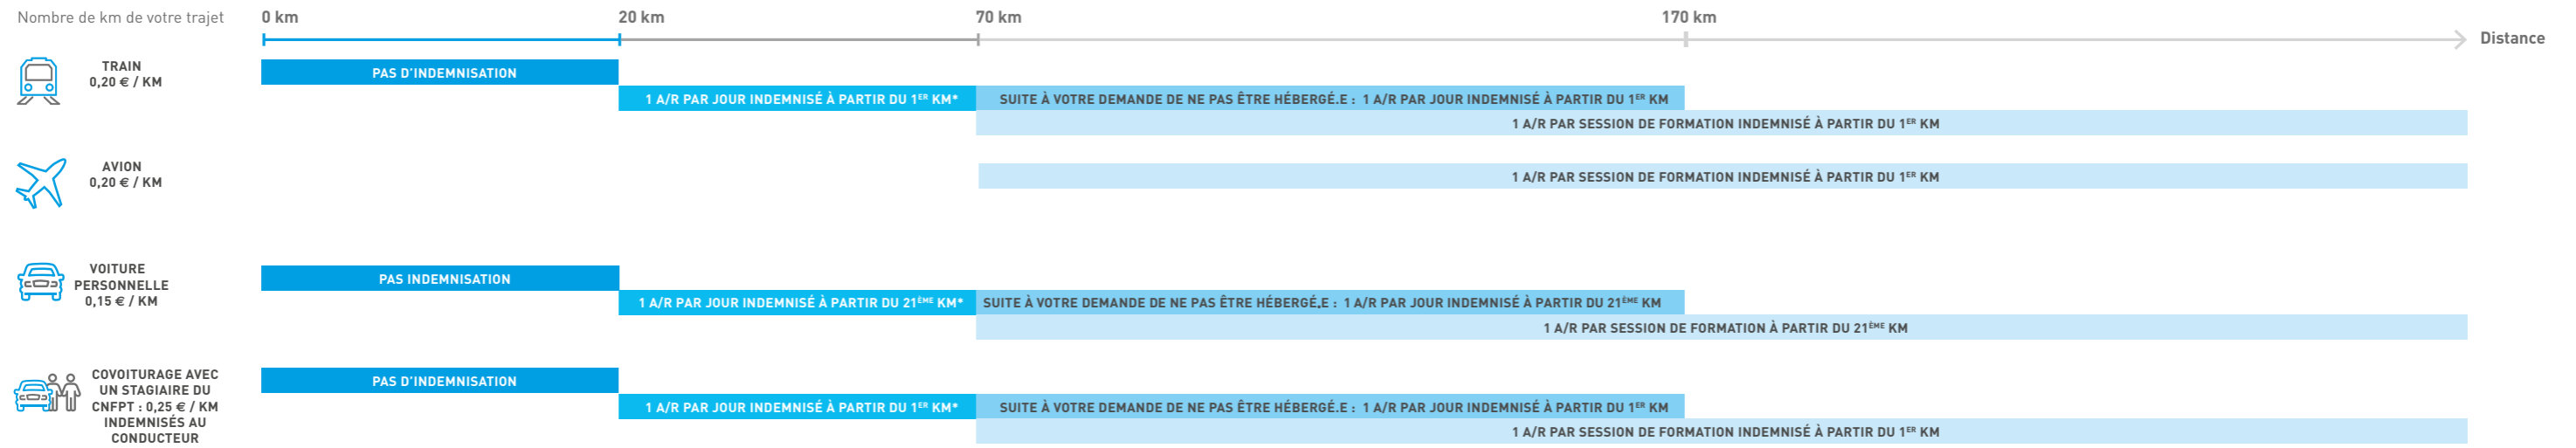 Nombre de km de votre trajet
0 km
20 km
70 km
170 km
Distance
TRAIN
0,20 € / KM
PAS D'INDEMNISATION
1 A/R PAR JOUR INDEMNISÉ À PARTIR DU 1ER KM*
SUITE À VOTRE DEMANDE DE NE PAS ÊTRE HÉBERGÉ.E : 1 A/R PAR JOUR INDEMNISÉ À PARTIR DU 1ER KM
1 A/R PAR SESSION DE FORMATION INDEMNISÉ À PARTIR DU 1ER KM
AVION
0,20 € / KM
1 A/R PAR SESSION DE FORMATION INDEMNISÉ À PARTIR DU 1ER KM
VOITURE
PERSONNELLE
0,15 € / KM
PAS INDEMNISATION
1 A/R PAR JOUR INDEMNISÉ À PARTIR DU 21ÈME KM*
SUITE À VOTRE DEMANDE DE NE PAS ÊTRE HÉBERGÉ,E : 1 A/R PAR JOUR INDEMNISÉ À PARTIR DU 21ÈME KM
1 A/R PAR SESSION DE FORMATION À PARTIR DU 21ÈME KM
COVOITURAGE AVEC
UN STAGIAIRE DU
CNFPT : 0,25 € / KM
INDEMNISÉS AU
CONDUCTEUR
PAS D'INDEMNISATION
1 A/R PAR JOUR INDEMNISÉ À PARTIR DU 1ER KM*
SUITE À VOTRE DEMANDE DE NE PAS ÊTRE HÉBERGÉ.E : 1 A/R PAR JOUR INDEMNISÉ À PARTIR DU 1ER KM
1 A/R PAR SESSION DE FORMATION INDEMNISÉ À PARTIR DU 1ER KM